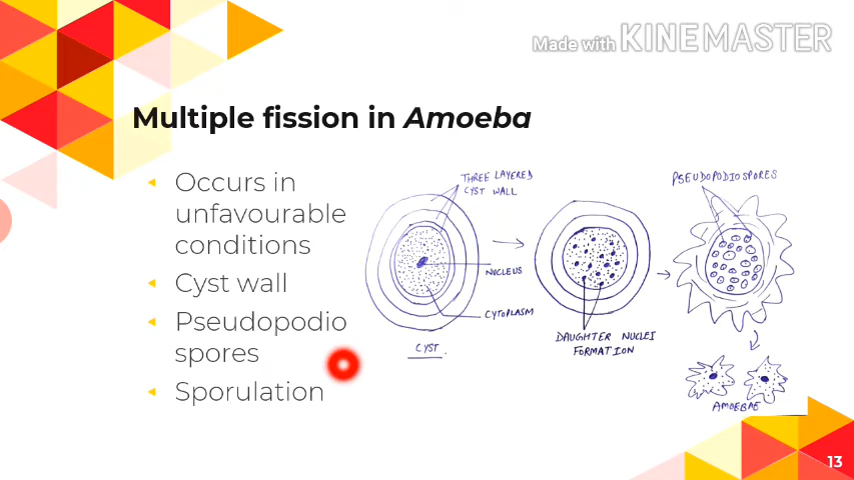 Made with KINEMASTER
Multiple fission in Amoeba
Occurs in
unfavourable
conditions
Cyst wall
Pseudopodio
spores
Sporulation
THREE LAYERED
CYST WALL
NUCLEUS
CYTOPLASM
CYST
DAUGHTER NUCLEI
FORMATION
PSEUDOPODIOSPORES
AMOEBAE
13